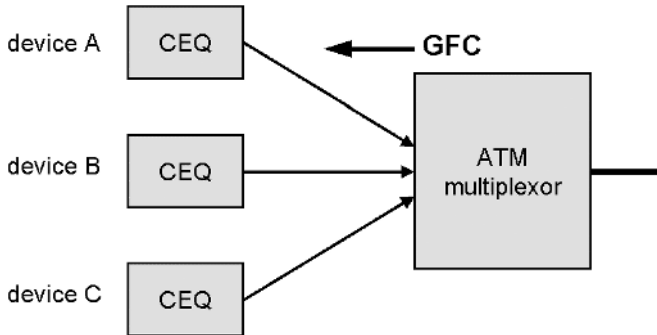 device A
CEQ
GFC
device B
CEQ
ATM
multiplexor
device C
CEQ